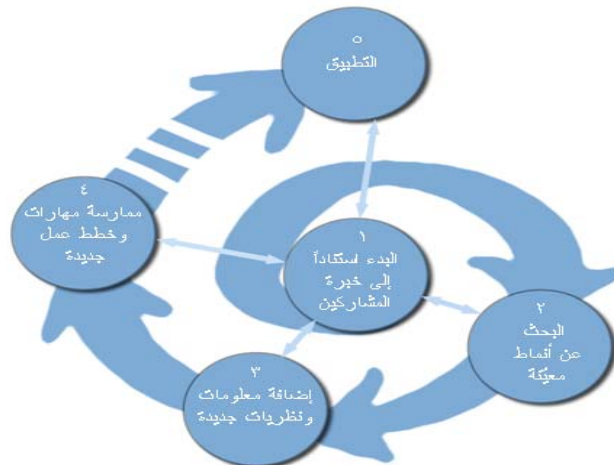 ٥
التطبيق
١
البدء استناداً
إلى خبرة
المشاركين
٢
البحث
عن أنماط
معيّنة
٣
إضافة معلومات
ونظريات جديدة
٤
ممارسة مهارات
وخطط عمل
جديدة